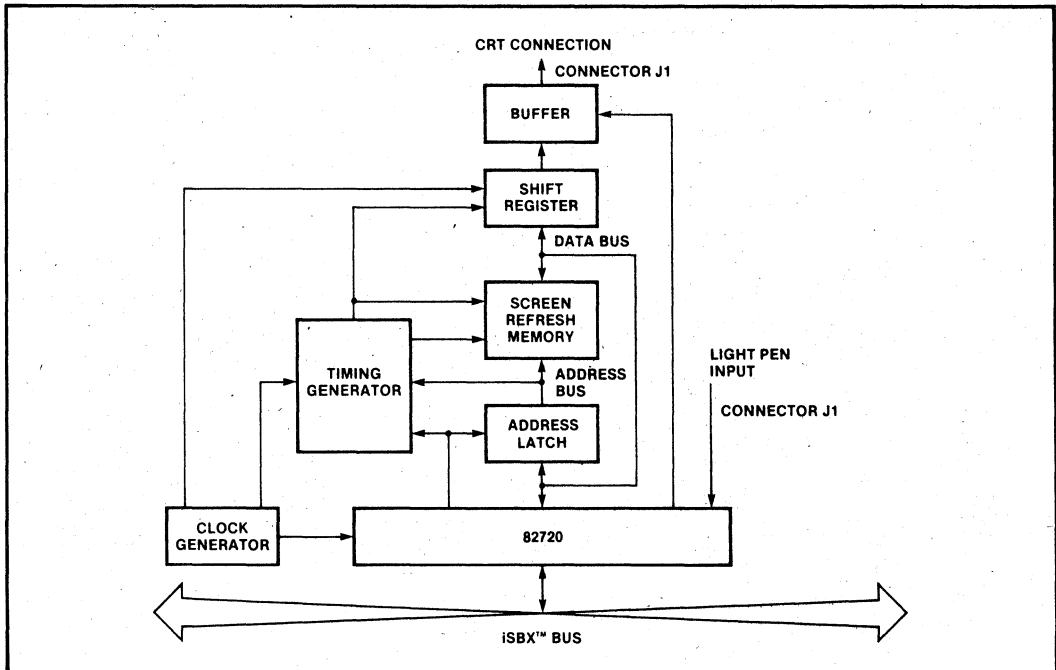 CRT CONNECTION
CONNECTOR J1
BUFFER
SHIFT
REGISTER
DATA BUS
SCREEN
REFRESH
MEMORY
TIMING
GENERATOR
ADDRESS
BUS
LIGHT PEN
INPUT
CONNECTOR J1
ADDRESS
LATCH
CLOCK
GENERATOR
82720
iSBX™ BUS